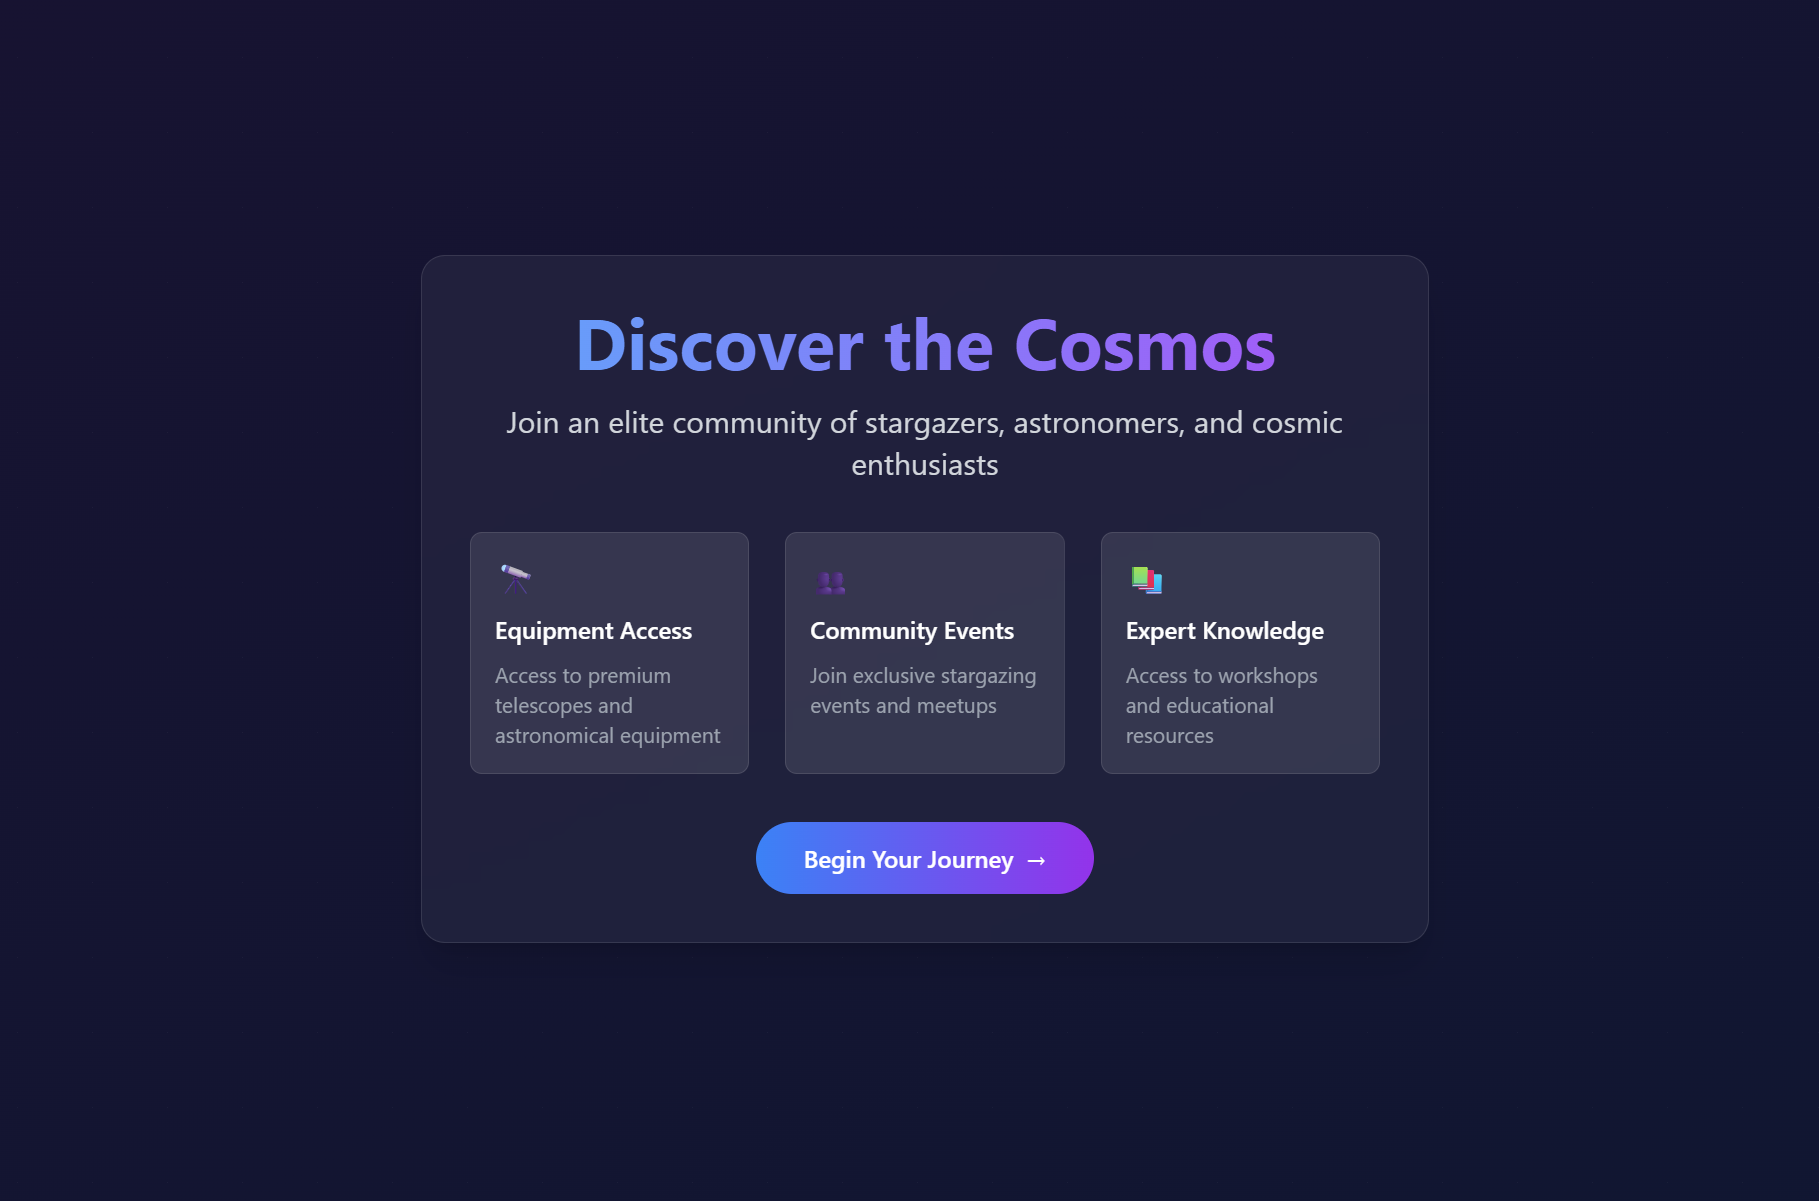 Discover the Cosmos
Join an elite community of stargazers, astronomers, and cosmic
enthusiasts
Equipment Access
Access to premium
telescopes and
astronomical equipment
Community Events
Join exclusive stargazing
events and meetups
Expert Knowledge
Access to workshops
and educational
resources
Begin Your Journey →